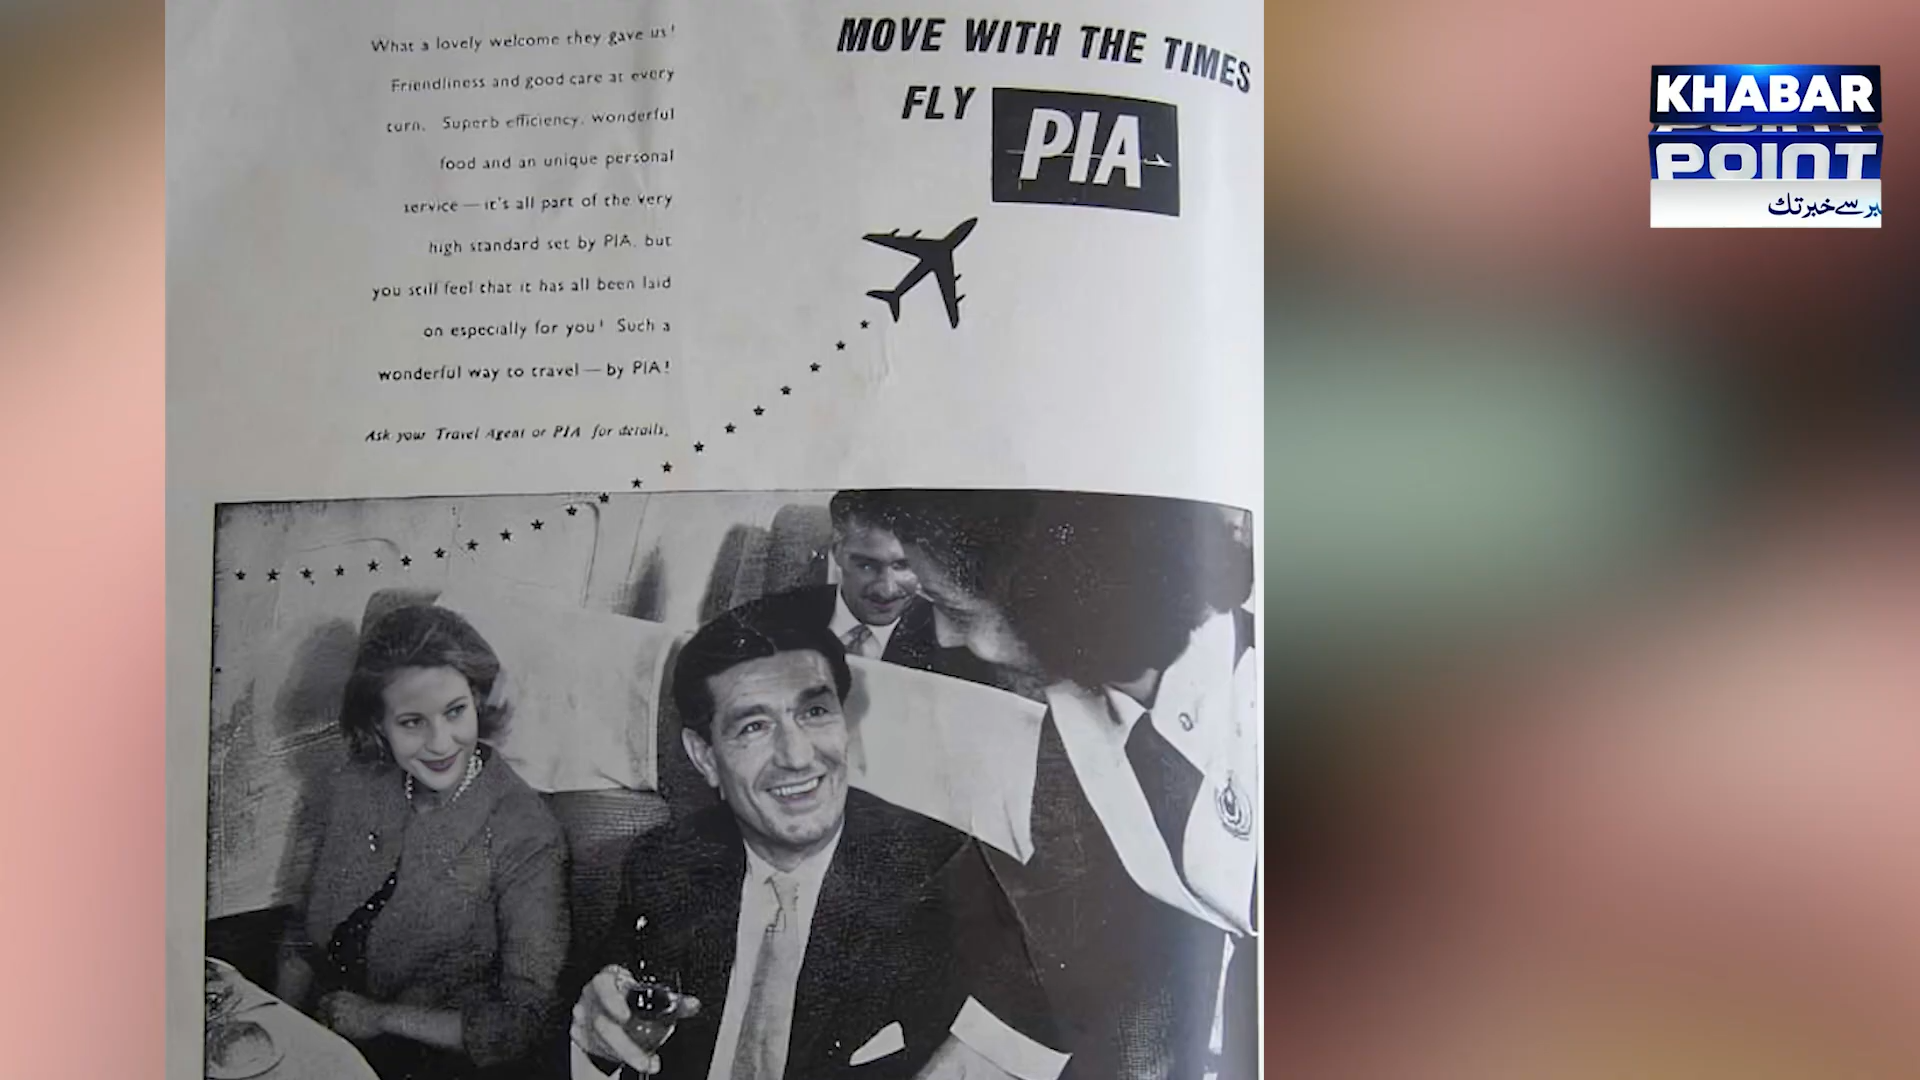 What a lovely welcome they gave us!
Friendliness and good care at every
turn. Superb efficiency, wonderful
food and an unique personal
service — it's all part of the very
high standard set by PIA, but
you still feel that it has all been laid
on especially for you! Such a
wonderful way to travel — by PIA!
Ask your Travel Agent or PIA for details.
MOVE WITH THE TIMES
FLY PIA
KHABAR
POINT
سے خبر تک